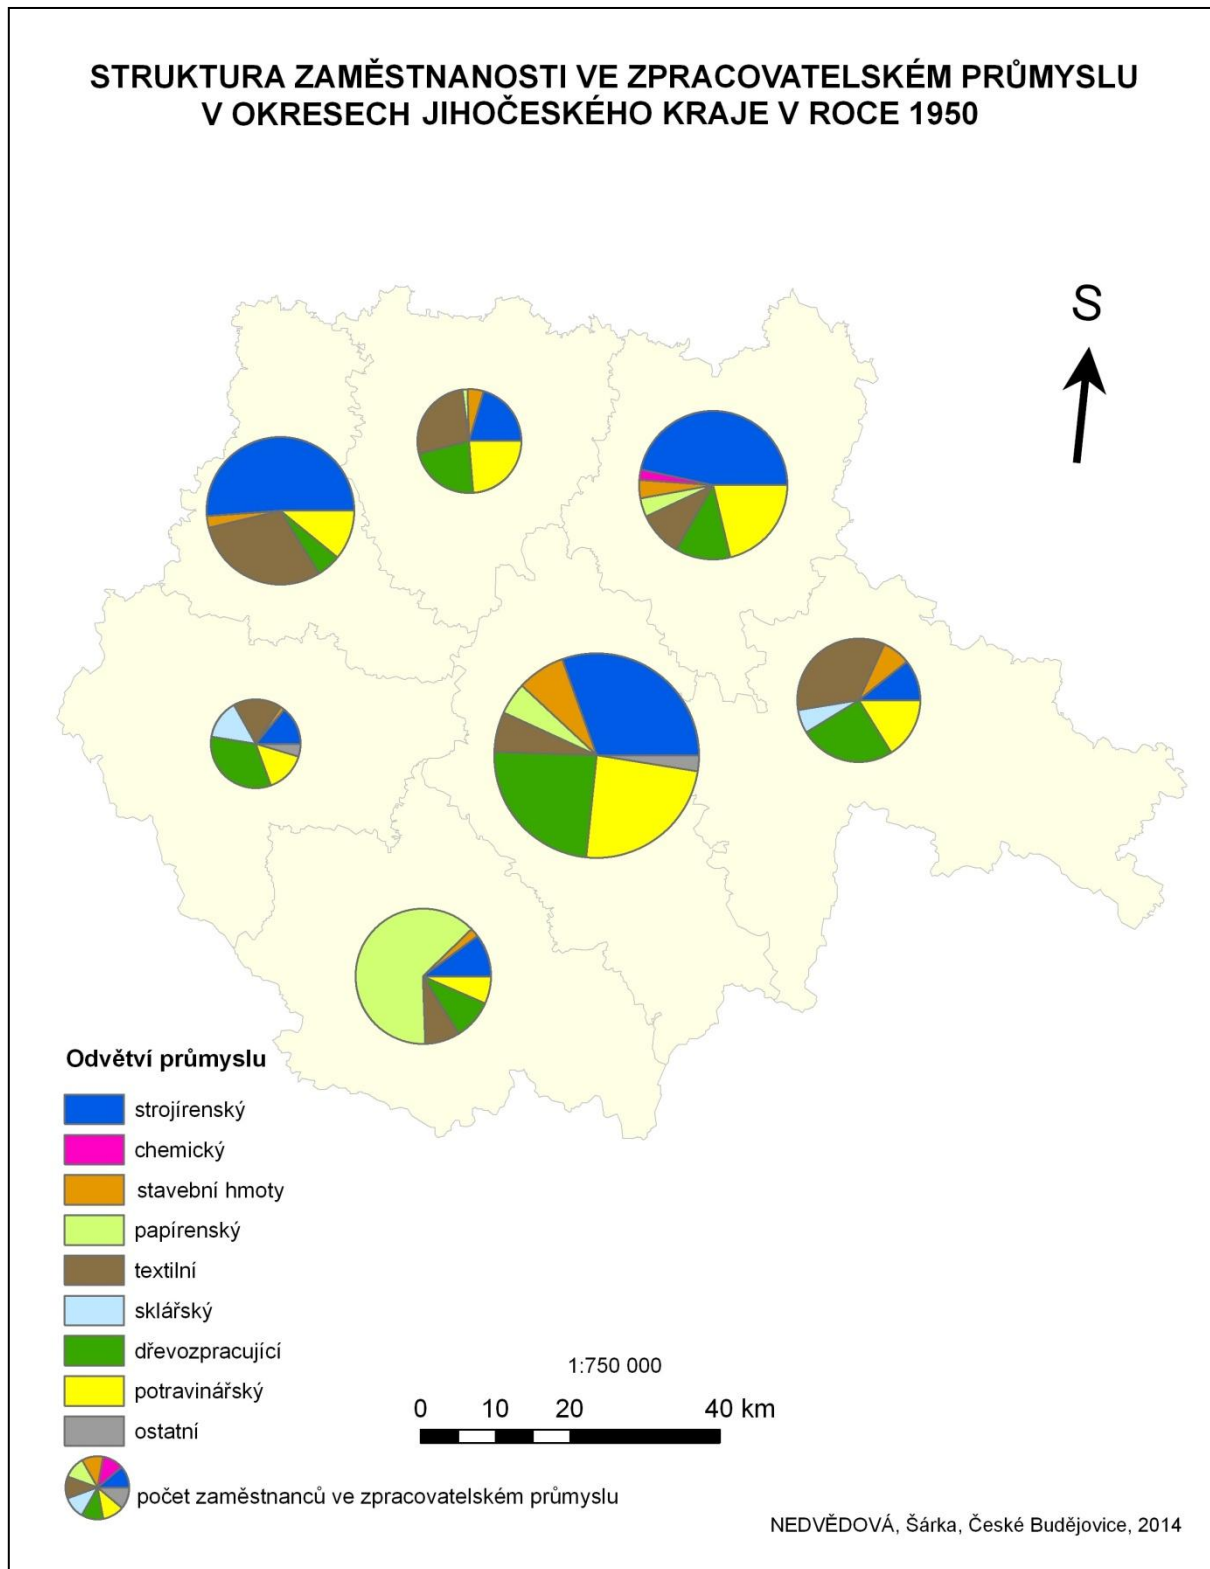 STRUKTURA ZAMĚSTNANOSTI VE ZPRACOVATELSKÉM PRŮMYSLU
V OKRESECH JIHOČESKÉHO KRAJE V ROCE 1950
S
Odvětví průmyslu
strojírenský
chemický
stavební hmoty
papírenský
textilní
sklářský
dřevozpracující
potravinářský
ostatní
počet zaměstnanců ve zpracovatelském průmyslu
1:750 000
0 10 20 40 km
NEDVĚDOVÁ, Šárka, České Budějovice, 2014